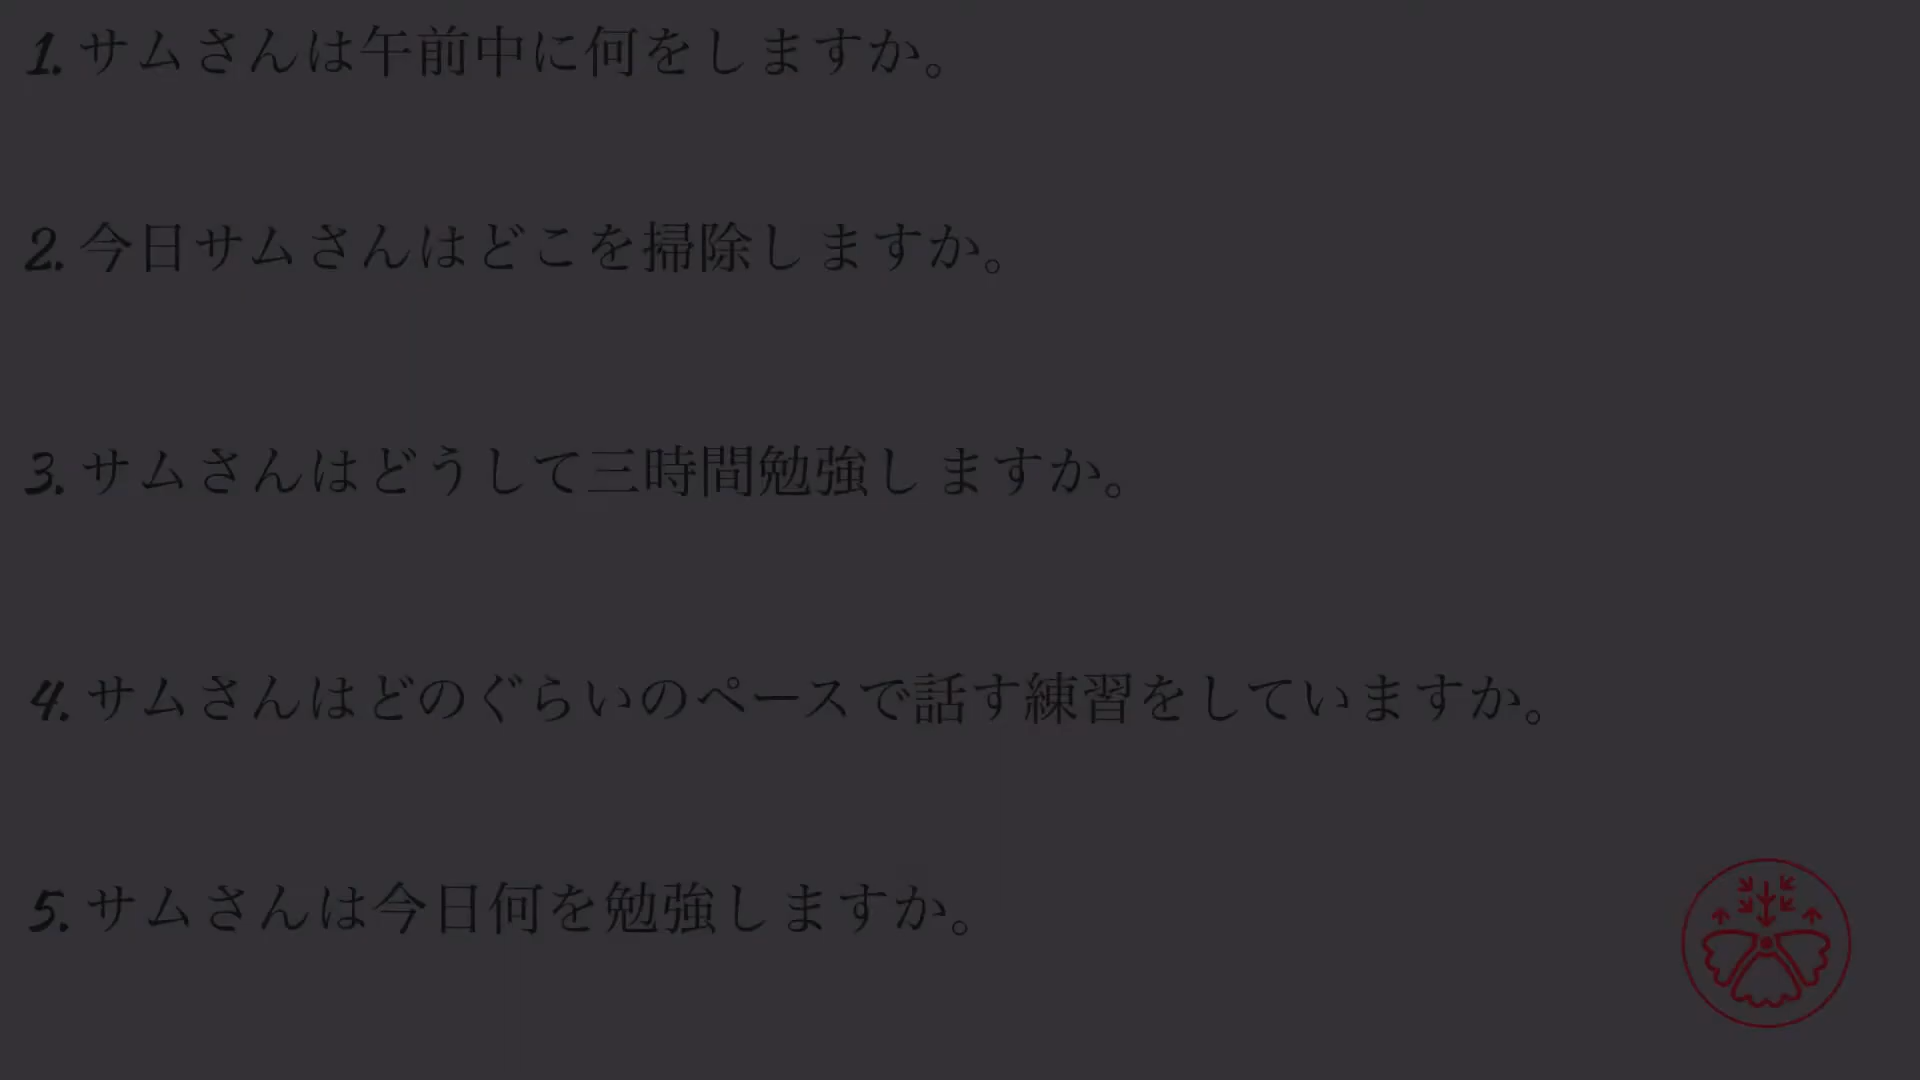 1. サムさんは午前中に何をしますか。
2. 今日サムさんはどこを掃除しますか。
3. サムさんはどうして三時間勉強しますか。
4. サムさんはどのぐらいのペースで話す練習をしていますか。
5. サムさんは今日何を勉強しますか。